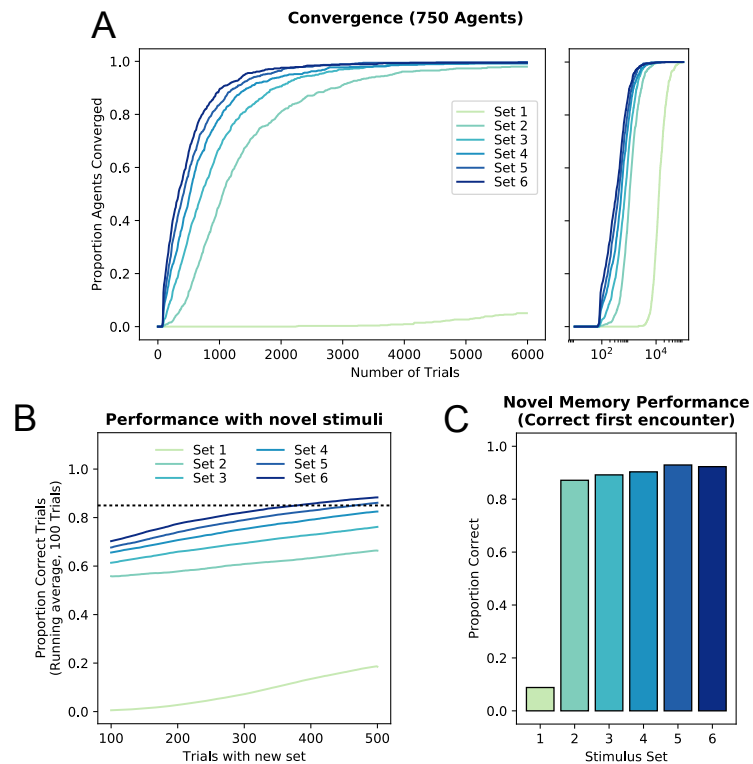 A
Convergence (750 Agents)
Proportion Agents Converged
1.0
0.8
0.6
0.4
0.2
0.0
Set 1
Set 2
Set 3
Set 4
Set 5
Set 6
0
1000
2000
3000
4000
5000
6000
Number of Trials
10²
10⁴
B
Performance with novel stimuli
Proportion Correct Trials
(Running average, 100 Trials)
1.0
0.8
0.6
0.4
0.2
0.0
Set 1
Set 2
Set 3
Set 4
Set 5
Set 6
100
200
300
400
500
Trials with new set
C
Novel Memory Performance
(Correct first encounter)
Proportion Correct
1.0
0.8
0.6
0.4
0.2
0.0
1
2
3
4
5
6
Stimulus Set